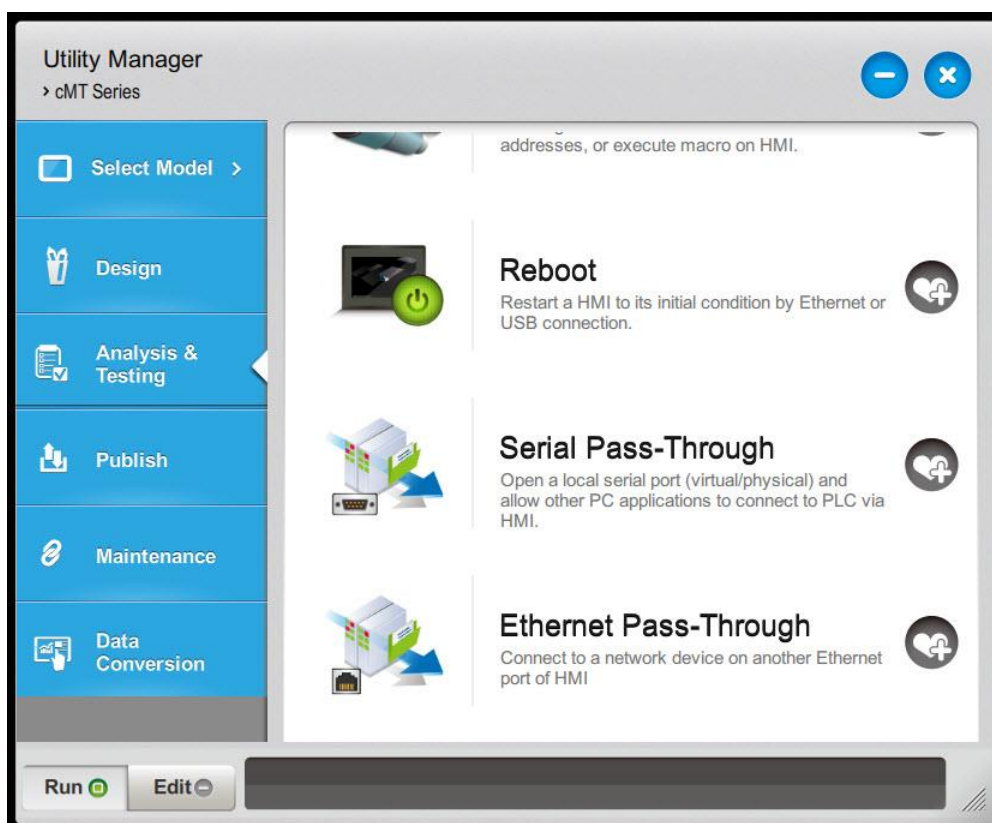 Utility Manager
› cMT Series
Select Model ›
Design
Analysis &
Testing
Publish
Maintenance
Data
Conversion
addresses, or execute macro on HMI.
Reboot
Restart a HMI to its initial condition by Ethernet or
USB connection.
Serial Pass-Through
Open a local serial port (virtual/physical) and
allow other PC applications to connect to PLC via
HMI.
Ethernet Pass-Through
Connect to a network device on another Ethernet
port of HMI
Run
Edit